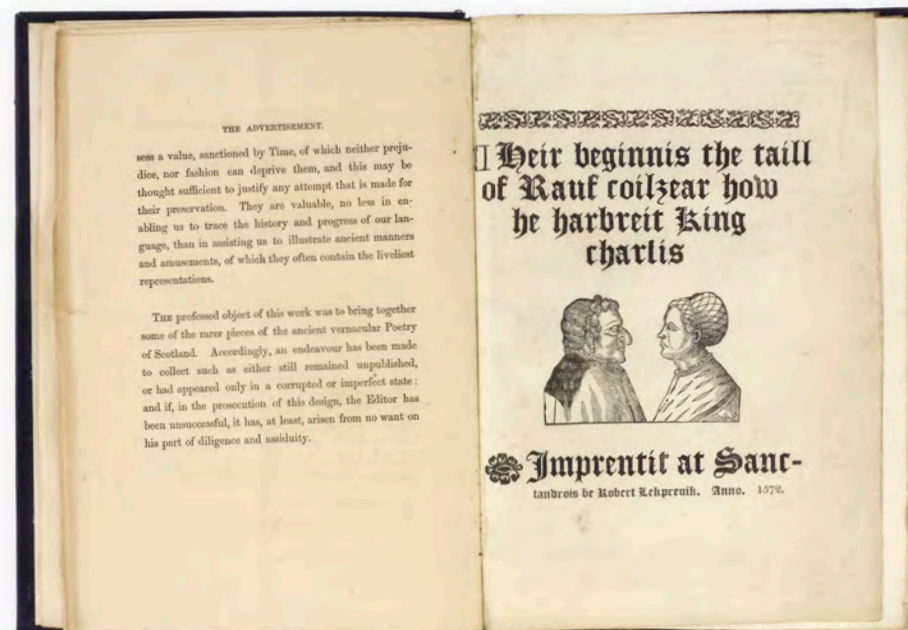 THE ADVERTISEMENT.
sess a value, sanctioned by Time, of which neither preju-
dice, nor fashion can deprive them, and this may be
thought sufficient to justify any attempt that is made for
their preservation. They are valuable, no less in en-
abling us to trace the history and progress of our lan-
guage, than in assisting us to illustrate ancient manners
and amusements, of which they often contain the liveliest
representations.
THE professed object of this work was to bring together
some of the rarer pieces of the ancient vernacular Poetry
of Scotland. Accordingly, an endeavour has been made
to collect such as either still remained unpublished,
or had appeared only in a corrupted or imperfect state:
and if, in the prosecution of this design, the Editor has
been unsuccessful, it has, at least, arisen from no want on
his part of diligence and assiduity.
Heir beginnis the taill
of Rauf coilȝear how
he harbreit King
charlis
Imprentit at Sanc-
tandrois be Robert Lekpreuik. Anno. 1572.